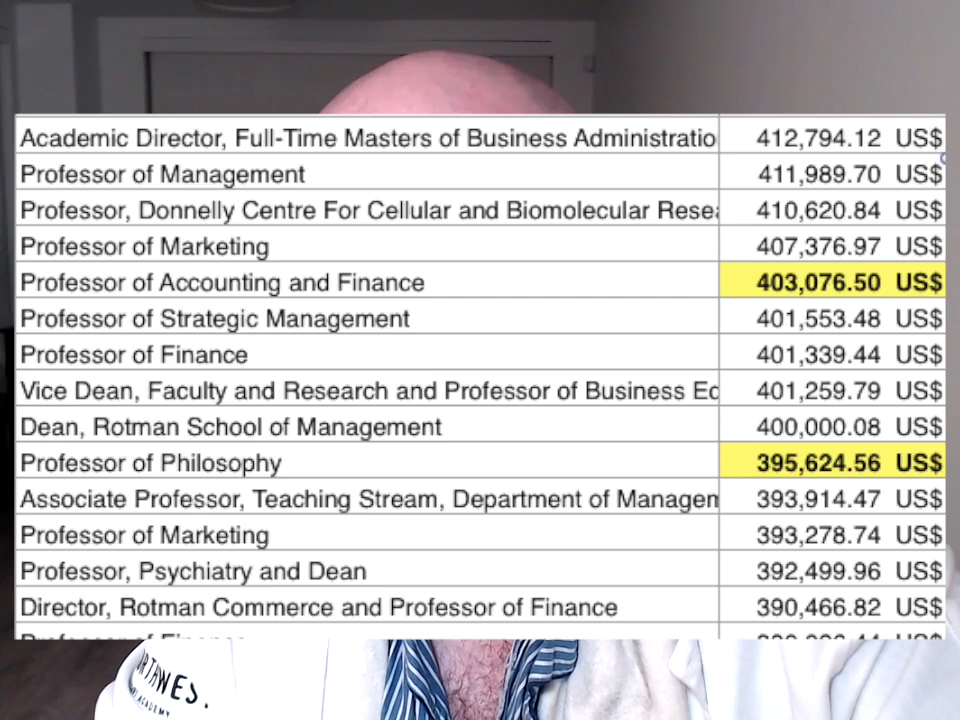 Academic Director, Full-Time Masters of Business Administratio 412,794.12 US$
Professor of Management 411,989.70 US$
Professor, Donnelly Centre For Cellular and Biomolecular Resea 410,620.84 US$
Professor of Marketing 407,376.97 US$
Professor of Accounting and Finance 403,076.50 US$
Professor of Strategic Management 401,553.48 US$
Professor of Finance 401,339.44 US$
Vice Dean, Faculty and Research and Professor of Business Ec 401,259.79 US$
Dean, Rotman School of Management 400,000.08 US$
Professor of Philosophy 395,624.56 US$
Associate Professor, Teaching Stream, Department of Managem 393,914.47 US$
Professor of Marketing 393,278.74 US$
Professor, Psychiatry and Dean 392,499.96 US$
Director, Rotman Commerce and Professor of Finance 390,466.82 US$
Professor of Finance
ACADEMY